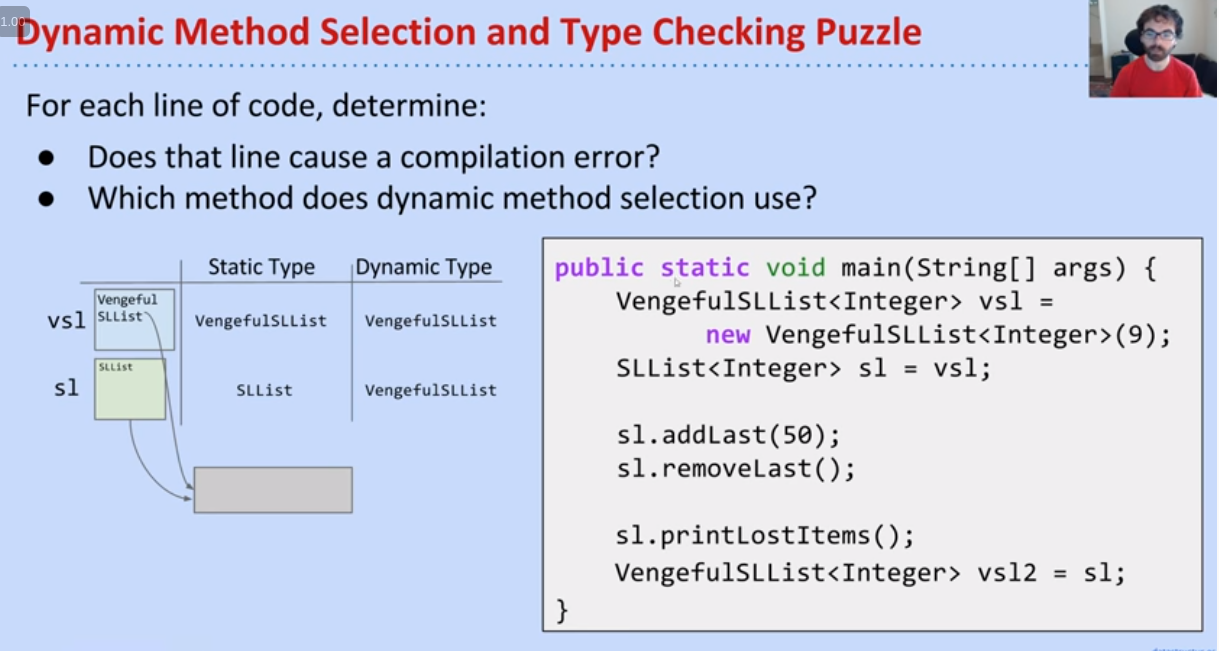 1.00
Dynamic Method Selection and Type Checking Puzzle
For each line of code, determine:
● Does that line cause a compilation error?
● Which method does dynamic method selection use?
Static Type Dynamic Type
vsl Vengeful SLList VengefulSLList VengefulSLList
sl SLList SLList VengefulSLList
public static void main(String[] args) {
VengefulSLList<Integer> vsl =
new VengefulSLList<Integer>(9);
SLList<Integer> sl = vsl;
sl.addLast(50);
sl.removeLast();
sl.printLostItems();
VengefulSLList<Integer> vsl2 = sl;
}